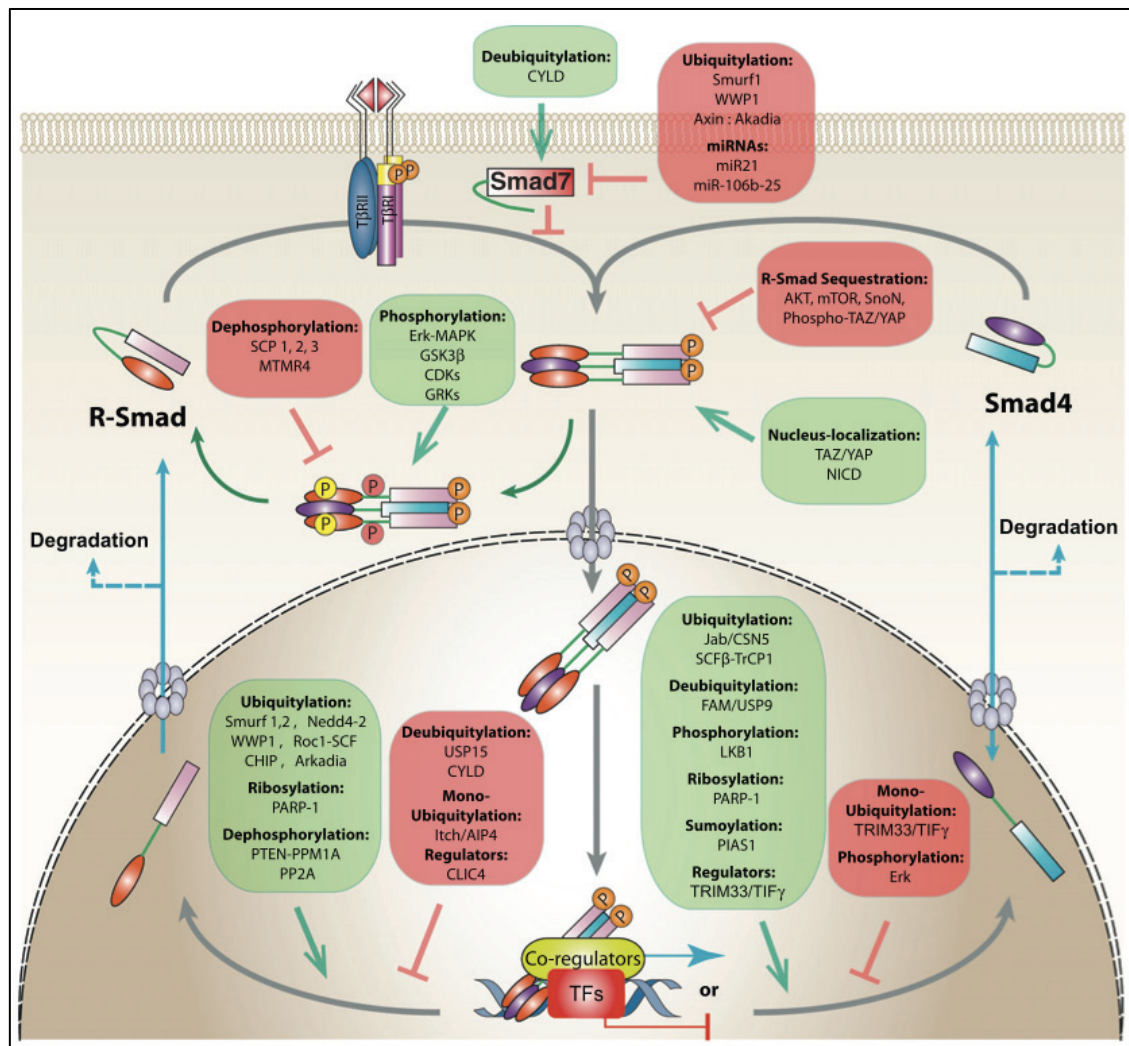 Deubiquitylation:
CYLD
Ubiquitylation:
Smurf1
WWP1
Axin : Akadia
miRNAs:
miR21
miR-106b-25
TβRII
TβRI
P
P
Smad7
R-Smad Sequestration:
AKT, mTOR, SnoN,
Phospho-TAZ/YAP
Dephosphorylation:
SCP 1, 2, 3
MTMR4
Phosphorylation:
Erk-MAPK
GSK3β
CDKs
GRKs
P
P
R-Smad
Smad4
Nucleus-localization:
TAZ/YAP
NICD
P
P
P
P
P
P
Degradation
Degradation
P
P
Ubiquitylation:
Smurf 1,2 , Nedd4-2
WWP1 , Roc1-SCF
CHIP , Arkadia
Ribosylation:
PARP-1
Dephosphorylation:
PTEN-PPM1A
PP2A
Deubiquitylation:
USP15
CYLD
Mono-
Ubiquitylation:
Itch/AIP4
Regulators:
CLIC4
Ubiquitylation:
Jab/CSN5
SCFβ-TrCP1
Deubiquitylation:
FAM/USP9
Phosphorylation:
LKB1
Ribosylation:
PARP-1
Sumoylation:
PIAS1
Regulators:
TRIM33/TIFγ
Mono-
Ubiquitylation:
TRIM33/TIFγ
Phosphorylation:
Erk
P
P
Co-regulators
TFs
or